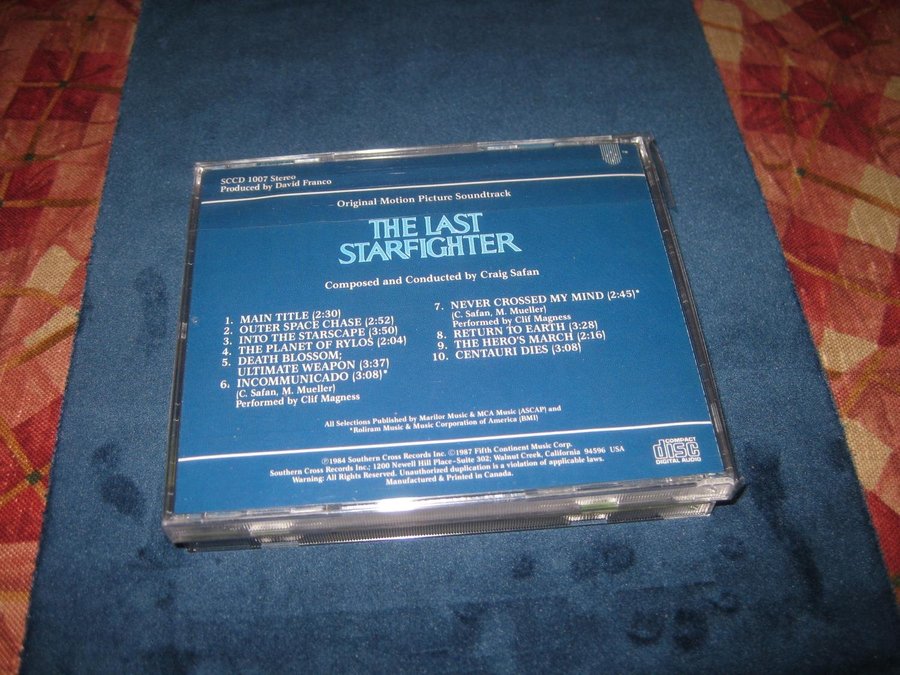 SCCD 1007 Stereo
Produced by David Franco
Original Motion Picture Soundtrack
THE LAST
STARFIGHTER
Composed and Conducted by Craig Safan
1. MAIN TITLE (2:30)
2. OUTER SPACE CHASE (2:52)
3. INTO THE STARSCAPE (3:50)
4. THE PLANET OF RYLOS (2:04)
5. DEATH BLOSSOM;
ULTIMATE WEAPON (3:37)
6. INCOMMUNICADO (3:08)*
(C. Safan, M. Mueller)
Performed by Clif Magness
7. NEVER CROSSED MY MIND (2:45)*
(C. Safan, M. Mueller)
Performed by Clif Magness
8. RETURN TO EARTH (3:28)
9. THE HERO'S MARCH (2:16)
10. CENTAURI DIES (3:08)
All Selections Published by Marilor Music & MCA Music (ASCAP) and
*Roliram Music & Music Corporation of America (BMI)
℗1984 Southern Cross Records Inc. ©1987 Fifth Continent Music Corp.
Southern Cross Records Inc.; 1200 Newell Hill Place-Suite 302; Walnut Creek, California 94596 USA
Warning: All Rights Reserved. Unauthorized duplication is a violation of applicable laws.
Manufactured & Printed in Canada.
COMPACT
disc
DIGITAL AUDIO